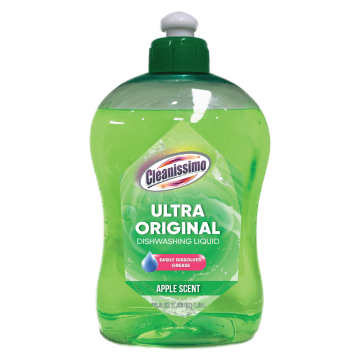 Cleanissimo
ULTRA
ORIGINAL
DISHWASHING LIQUID
EASILY DISSOLVES
GREASE
APPLE SCENT